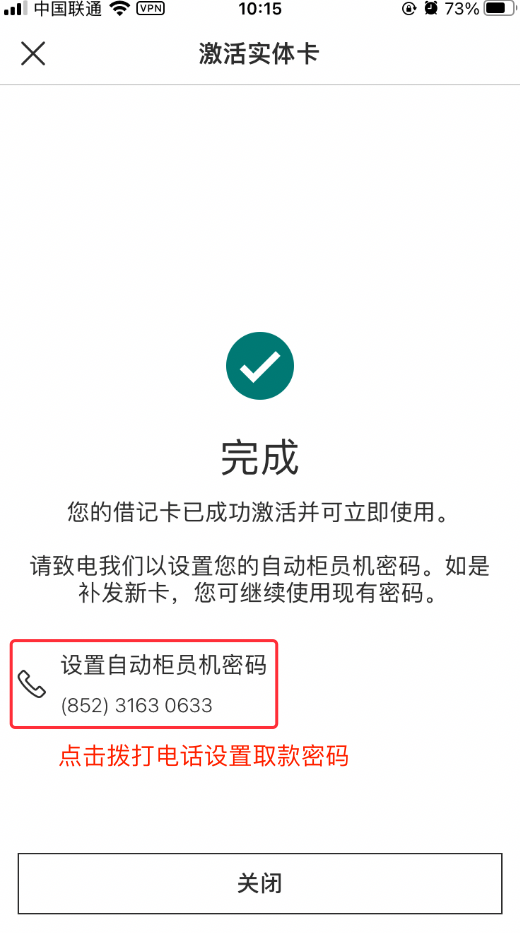 中国联通 VPN 10:15 73%
激活实体卡
完成
您的借记卡已成功激活并可立即使用。
请致电我们以设置您的自动柜员机密码。如是
补发新卡，您可继续使用现有密码。
设置自动柜员机密码
(852) 3163 0633
点击拨打电话设置取款密码
关闭